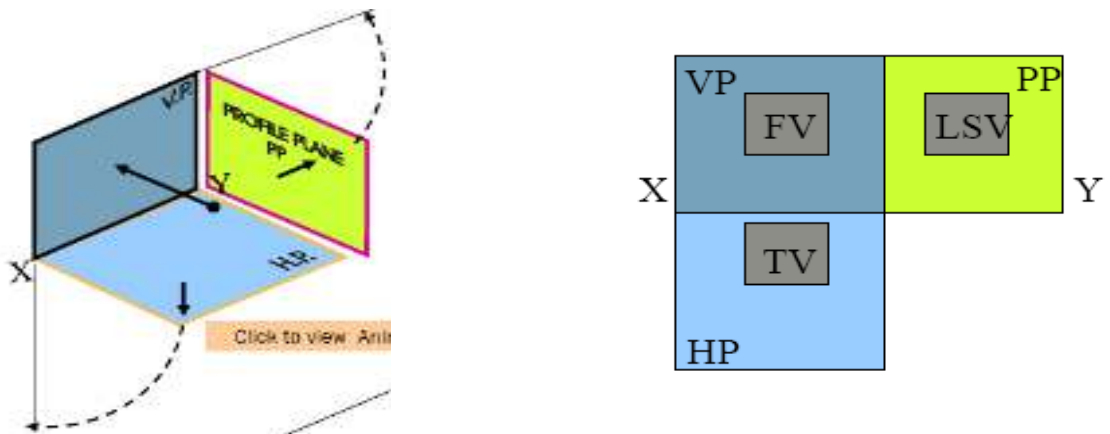 V.P.
PROFILE PLANE
PP
Y
X
H.P.
Click to view Ani
VP
PP
FV
LSV
X
Y
TV
HP